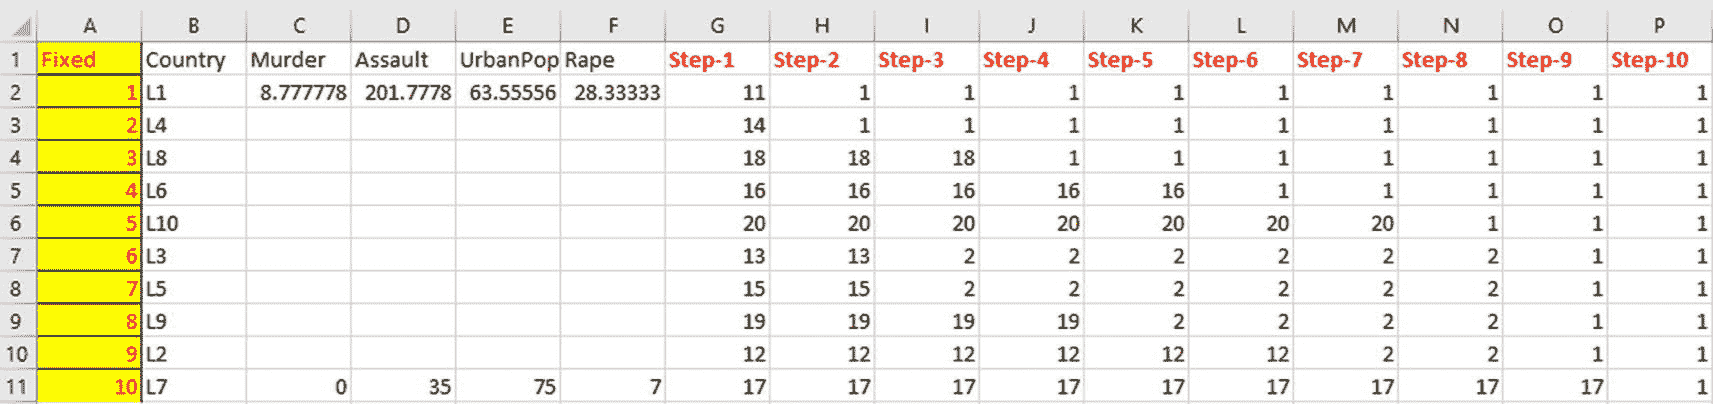 A B C D E F G H I J K L M N O P
1 Fixed Country Murder Assault UrbanPop Rape Step-1 Step-2 Step-3 Step-4 Step-5 Step-6 Step-7 Step-8 Step-9 Step-10
2 1 L1 8.777778 201.7778 63.55556 28.33333 11 1 1 1 1 1 1 1 1 1
3 2 L4 14 1 1 1 1 1 1 1 1 1
4 3 L8 18 18 18 1 1 1 1 1 1 1
5 4 L6 16 16 16 16 16 1 1 1 1 1
6 5 L10 20 20 20 20 20 20 20 1 1 1
7 6 L3 13 13 2 2 2 2 2 2 1 1
8 7 L5 15 15 2 2 2 2 2 2 1 1
9 8 L9 19 19 19 19 2 2 2 2 1 1
10 9 L2 12 12 12 12 12 12 2 2 1 1
11 10 L7 0 35 75 7 17 17 17 17 17 17 17 17 17 1